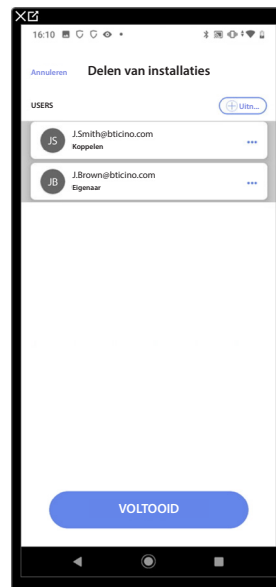 16:10
Annuleren Delen van installaties
USERS
Uitn...
JS
J.Smith@bticino.com
Koppelen
JB
J.Brown@bticino.com
Eigenaar
VOLTOOID